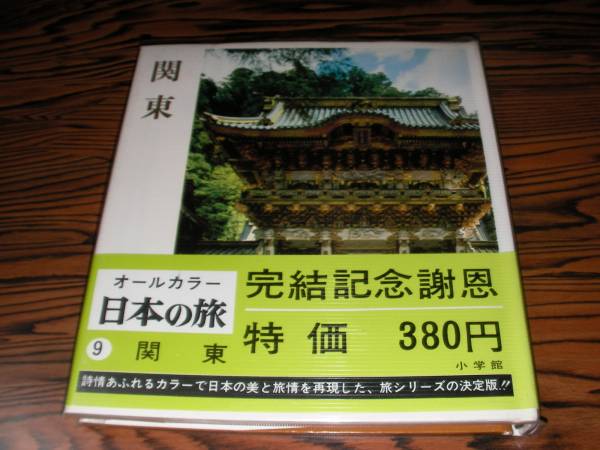 関東
オールカラー
日本の旅
9 関東
完結記念謝恩
特価 380円
小学館
詩情あふれるカラーで日本の美と旅情を再現した、旅シリーズの決定版!!